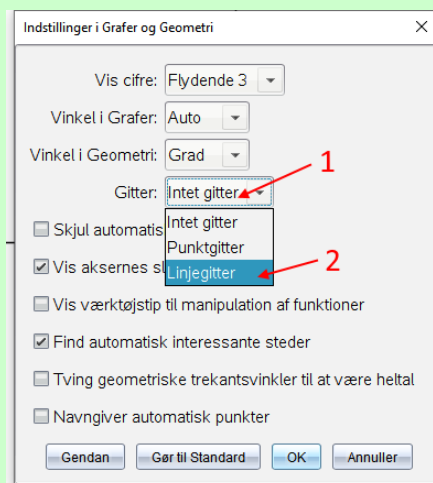 Indstillinger i Grafer og Geometri
Vis cifre: Flydende 3
Vinkel i Grafer: Auto
Vinkel i Geometri: Grad
1
Gitter: Intet gitter
Intet gitter
Skjul automatis
Punktgitter
Vis aksernes sl
Linjegitter
2
Vis værktøjstip til manipulation af funktioner
Find automatisk interessante steder
Tving geometriske trekantsvinkler til at være heltal
Navngiver automatisk punkter
Gendan Gør til Standard OK Annuller